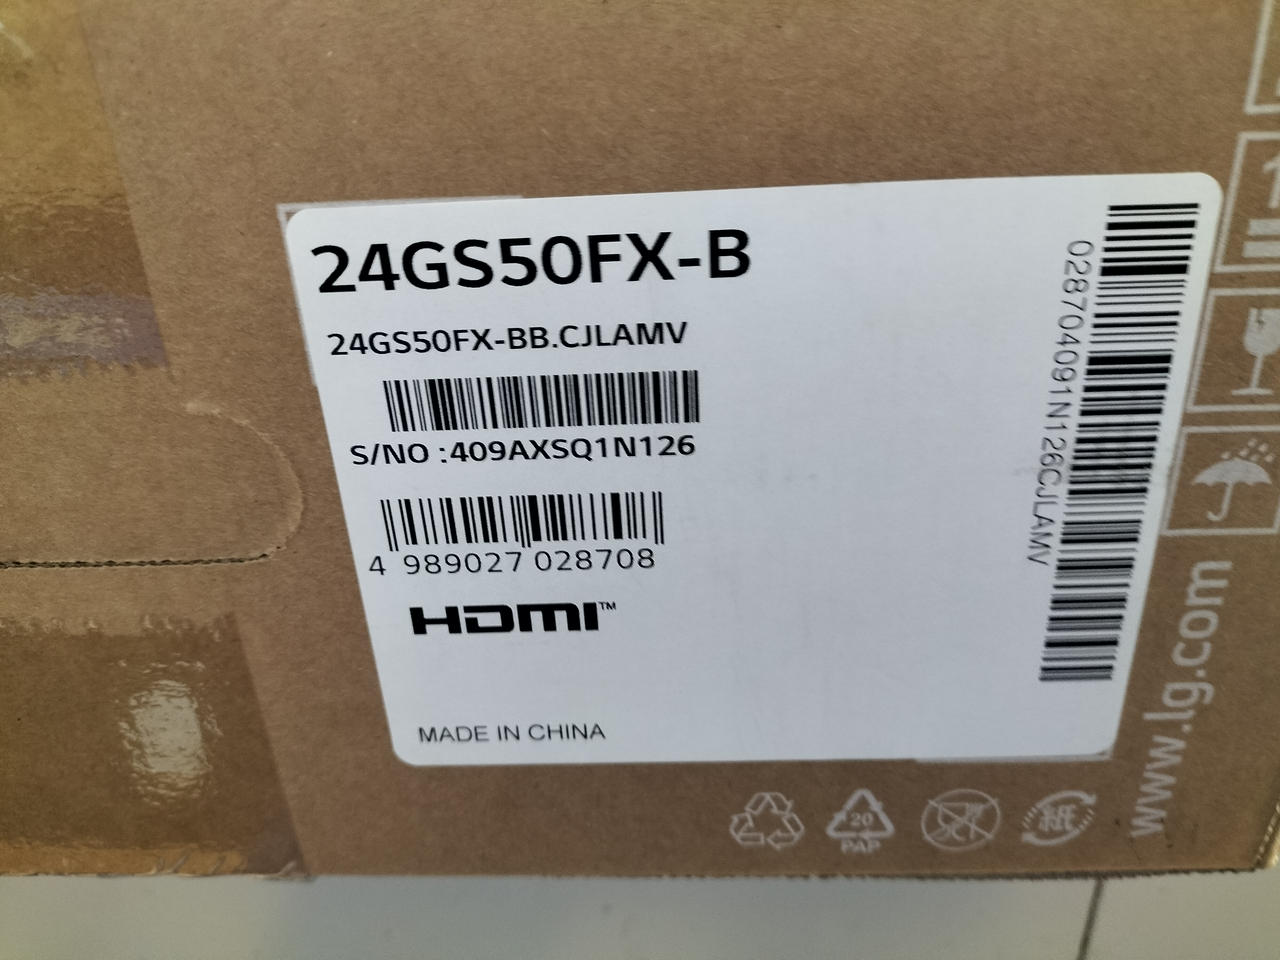 24GS50FX-B
24GS50FX-BB.CJLAMV
S/NO :409AXSQ1N126
4 989027 028708
HDMI™
MADE IN CHINA
028704091N126CJLAMV
www.lg.com
20
PAP
紙